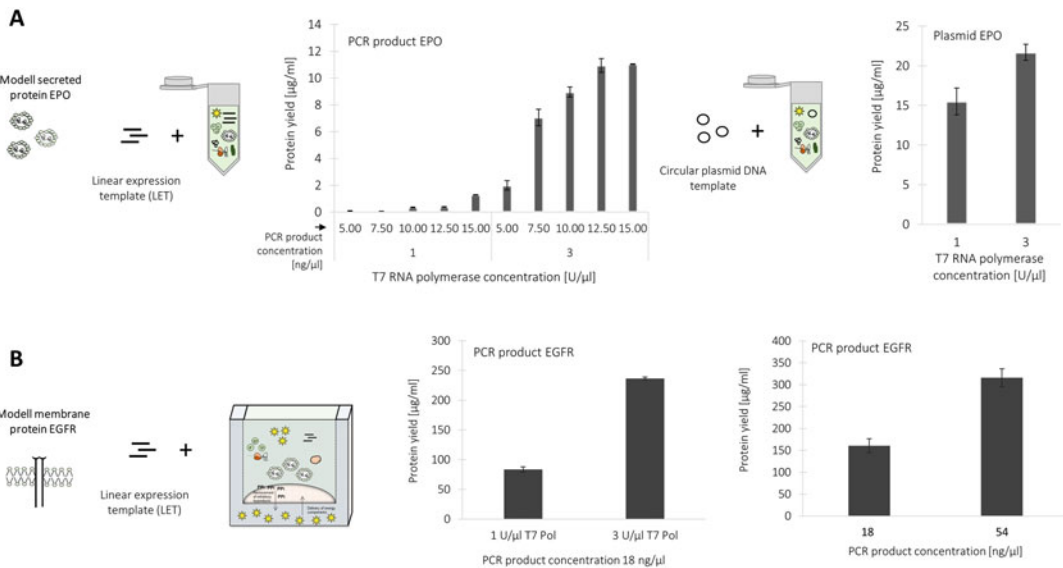 A
Modell secreted
protein EPO
Linear expression
template (LET)
PCR product EPO
Protein yield [µg/ml]
14
12
10
8
6
4
2
0
5.00 7.50 10.00 12.50 15.00 5.00 7.50 10.00 12.50 15.00
PCR product
concentration
[ng/µl]
1 3
T7 RNA polymerase concentration [U/µl]
Circular plasmid DNA
template
Plasmid EPO
Protein yield [µg/ml]
25
20
15
10
5
0
1 3
T7 RNA polymerase
concentration [U/µl]
B
Modell membrane
protein EGFR
Linear expression
template (LET)
PCR product EGFR
Protein yield [µg/ml]
300
250
200
150
100
50
0
1 U/µl T7 Pol 3 U/µl T7 Pol
PCR product concentration 18 ng/µl
PCR product EGFR
Protein yield [µg/ml]
400
350
300
250
200
150
100
50
0
18 54
PCR product concentration [ng/µl]